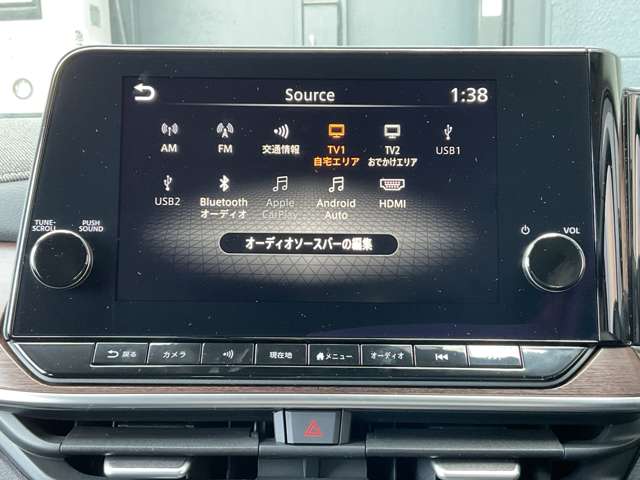 Source
1:38
AM
FM
交通情報
TV1
自宅エリア
TV2
おでかけエリア
USB1
USB2
Bluetooth
オーディオ
Apple
CarPlay
Android
Auto
HDMI
オーディオソースバーの編集
TUNE-
SCROLL
PUSH
SOUND
VOL
戻る
カメラ
現在地
メニュー
オーディオ